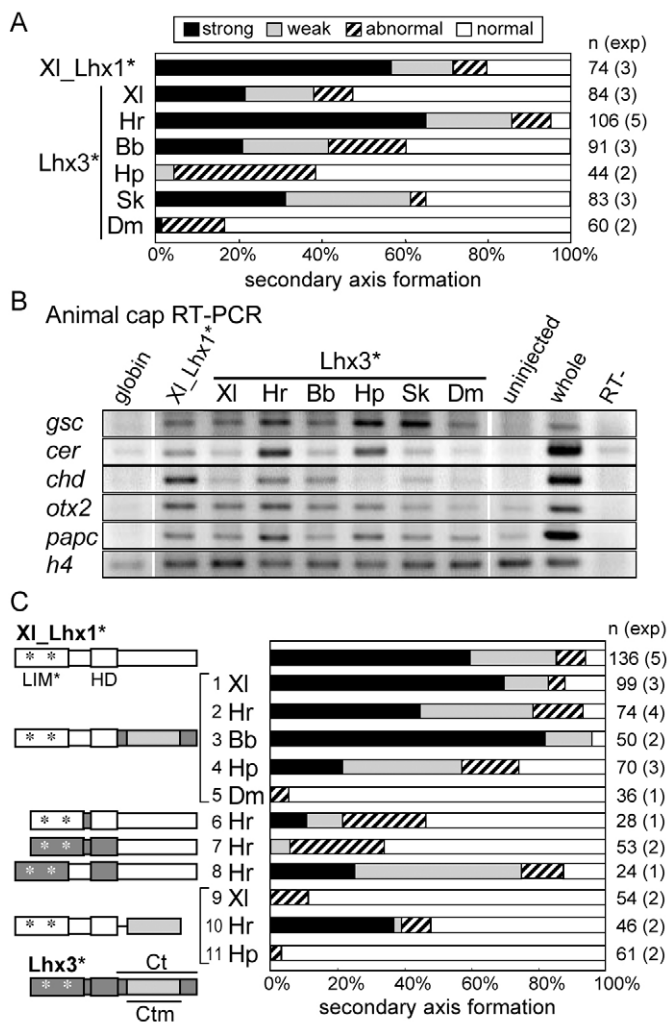 A
strong weak abnormal normal
n (exp)
Xl_Lhx1* 74 (3)
Lhx3*
Xl 84 (3)
Hr 106 (5)
Bb 91 (3)
Hp 44 (2)
Sk 83 (3)
Dm 60 (2)
0% 20% 40% 60% 80% 100%
secondary axis formation
B
Animal cap RT-PCR
globin Xl_Lhx1* Lhx3* uninjected whole RT-
Xl Hr Bb Hp Sk Dm
gsc
cer
chd
otx2
papc
h4
C
n (exp)
Xl_Lhx1* 136 (5)
* *
LIM* HD
1 Xl 99 (3)
2 Hr 74 (4)
* * 3 Bb 50 (2)
4 Hp 70 (3)
5 Dm 36 (1)
* * 6 Hr 28 (1)
* * 7 Hr 53 (2)
* * 8 Hr 24 (1)
9 Xl 54 (2)
* * 10 Hr 46 (2)
11 Hp 61 (2)
Lhx3* Ct
* *
Ctm
0% 20% 40% 60% 80% 100%
secondary axis formation